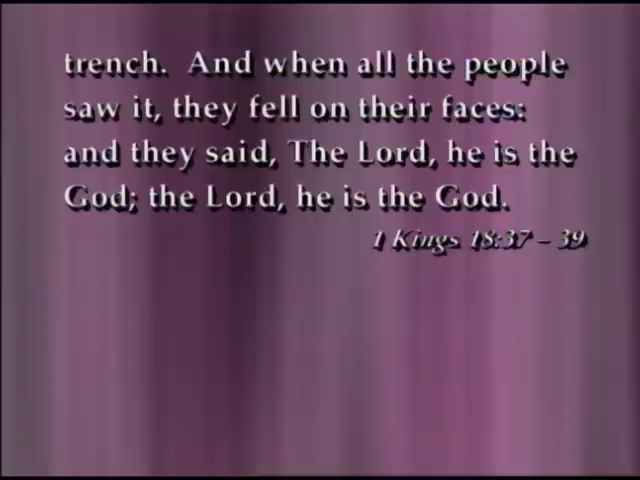 trench. And when all the people
saw it, they fell on their faces:
and they said, The Lord, he is the
God; the Lord, he is the God.
1 Kings 18:37 – 39